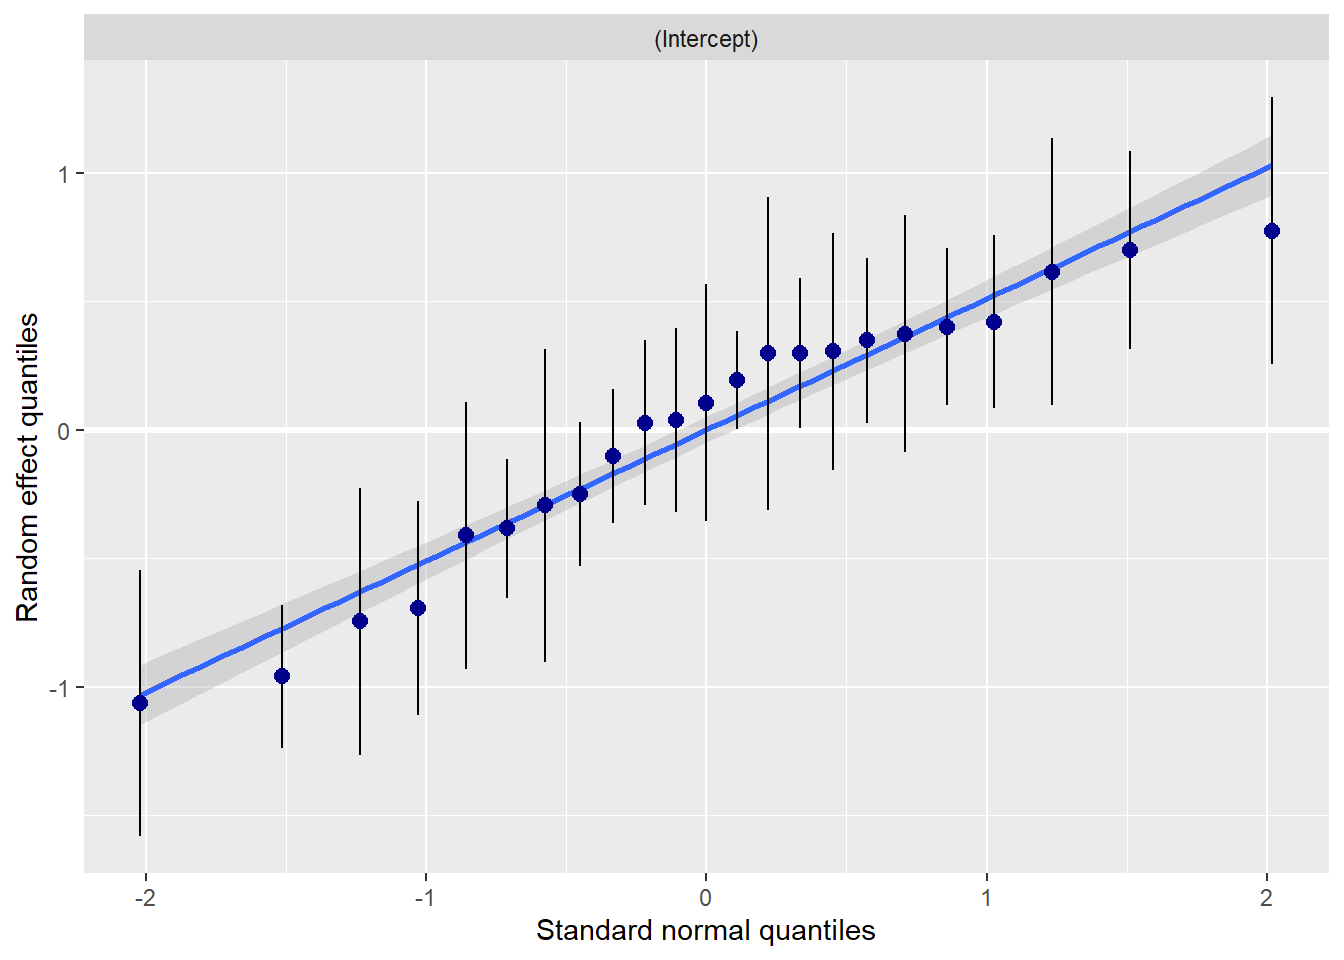 (Intercept)
Random effect quantiles
1
0
-1
-2
-1
0
1
2
Standard normal quantiles